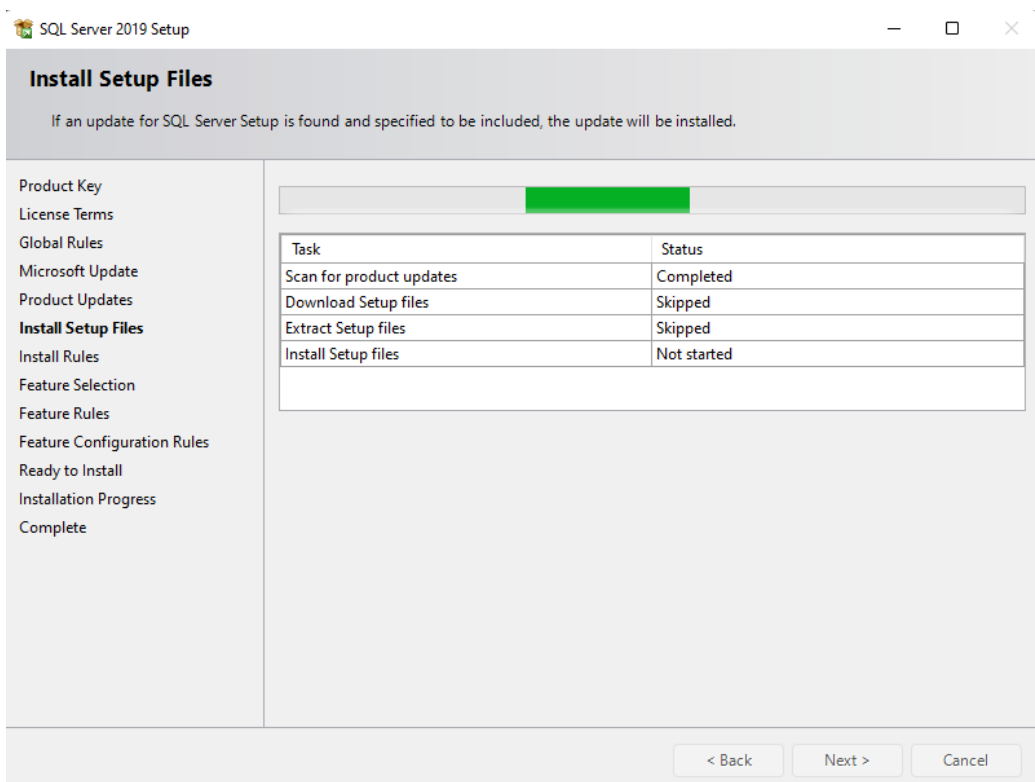 SQL Server 2019 Setup
Install Setup Files
If an update for SQL Server Setup is found and specified to be included, the update will be installed.
Product Key
License Terms
Global Rules
Microsoft Update
Product Updates
Install Setup Files
Install Rules
Feature Selection
Feature Rules
Feature Configuration Rules
Ready to Install
Installation Progress
Complete
Task Status
Scan for product updates Completed
Download Setup files Skipped
Extract Setup files Skipped
Install Setup files Not started
< Back Next > Cancel